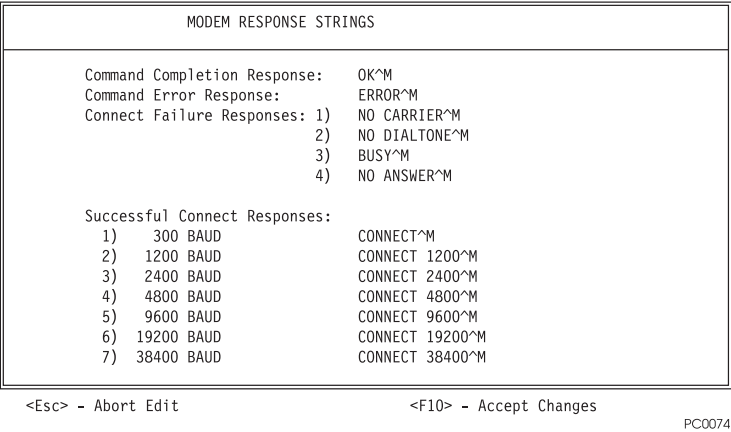 MODEM RESPONSE STRINGS
Command Completion Response: OK^M
Command Error Response: ERROR^M
Connect Failure Responses: 1) NO CARRIER^M
2) NO DIALTONE^M
3) BUSY^M
4) NO ANSWER^M
Successful Connect Responses:
1) 300 BAUD CONNECT^M
2) 1200 BAUD CONNECT 1200^M
3) 2400 BAUD CONNECT 2400^M
4) 4800 BAUD CONNECT 4800^M
5) 9600 BAUD CONNECT 9600^M
6) 19200 BAUD CONNECT 19200^M
7) 38400 BAUD CONNECT 38400^M
<Esc> - Abort Edit <F10> - Accept Changes
PC0074